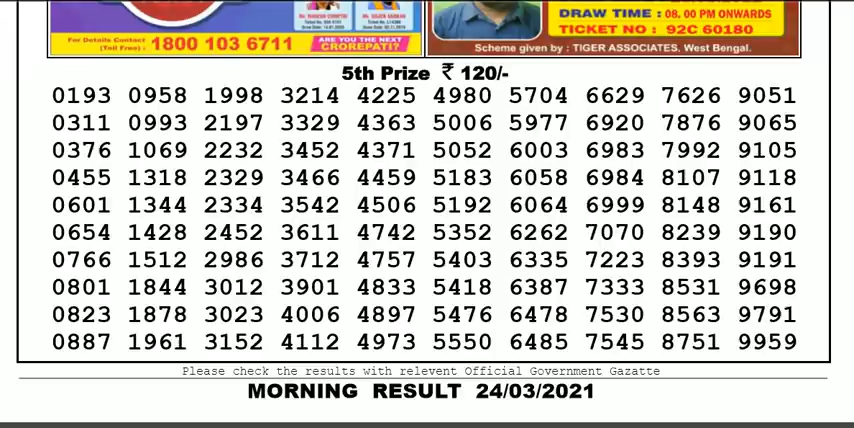 DRAW TIME : 08. 00 PM ONWARDS
TICKET NO : 92C 60180
For Details Contact
(Toll Free) : 1800 103 6711
ARE YOU THE NEXT
CROREPATI?
Scheme given by : TIGER ASSOCIATES, West Bengal.
5th Prize ₹ 120/-
0193 0958 1998 3214 4225 4980 5704 6629 7626 9051
0311 0993 2197 3329 4363 5006 5977 6920 7876 9065
0376 1069 2232 3452 4371 5052 6003 6983 7992 9105
0455 1318 2329 3466 4459 5183 6058 6984 8107 9118
0601 1344 2334 3542 4506 5192 6064 6999 8148 9161
0654 1428 2452 3611 4742 5352 6262 7070 8239 9190
0766 1512 2986 3712 4757 5403 6335 7223 8393 9191
0801 1844 3012 3901 4833 5418 6387 7333 8531 9698
0823 1878 3023 4006 4897 5476 6478 7530 8563 9791
0887 1961 3152 4112 4973 5550 6485 7545 8751 9959
Please check the results with relevent Official Government Gazatte
MORNING RESULT 24/03/2021